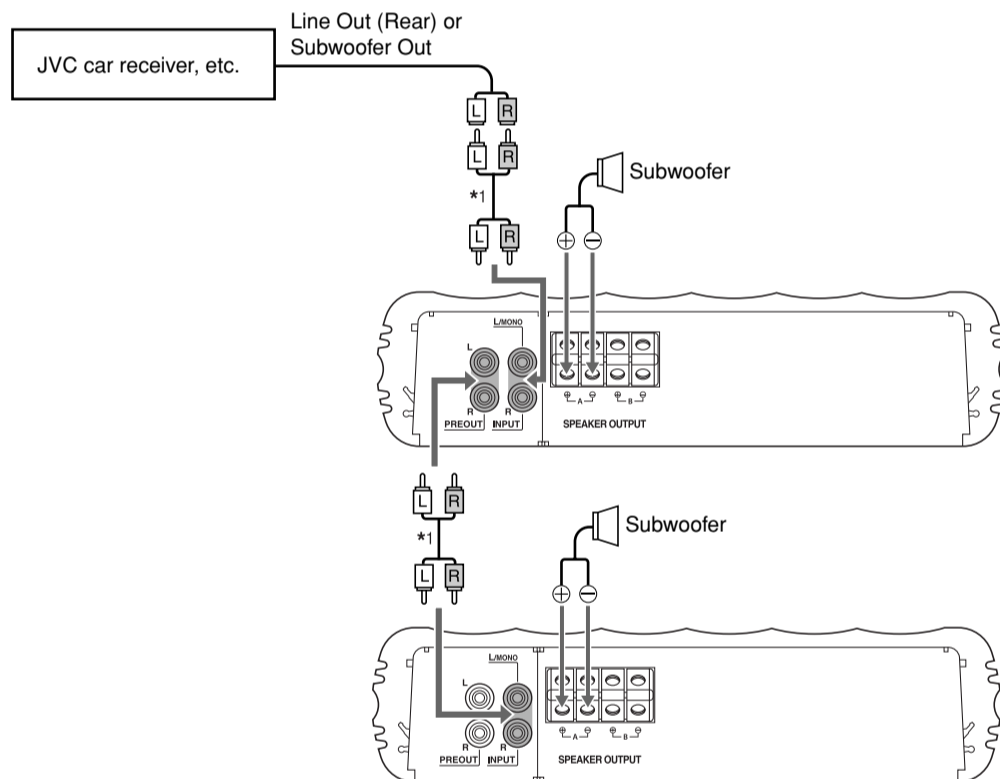 Line Out (Rear) or
Subwoofer Out
JVC car receiver, etc.
L R
L R
*1
L R
Subwoofer
+ −
L/MONO
L
R R
PREOUT INPUT
⊕ A ⊖ ⊕ B ⊖
SPEAKER OUTPUT
L R
*1
L R
Subwoofer
+ −
L/MONO
L
R R
PREOUT INPUT
⊕ A ⊖ ⊕ B ⊖
SPEAKER OUTPUT